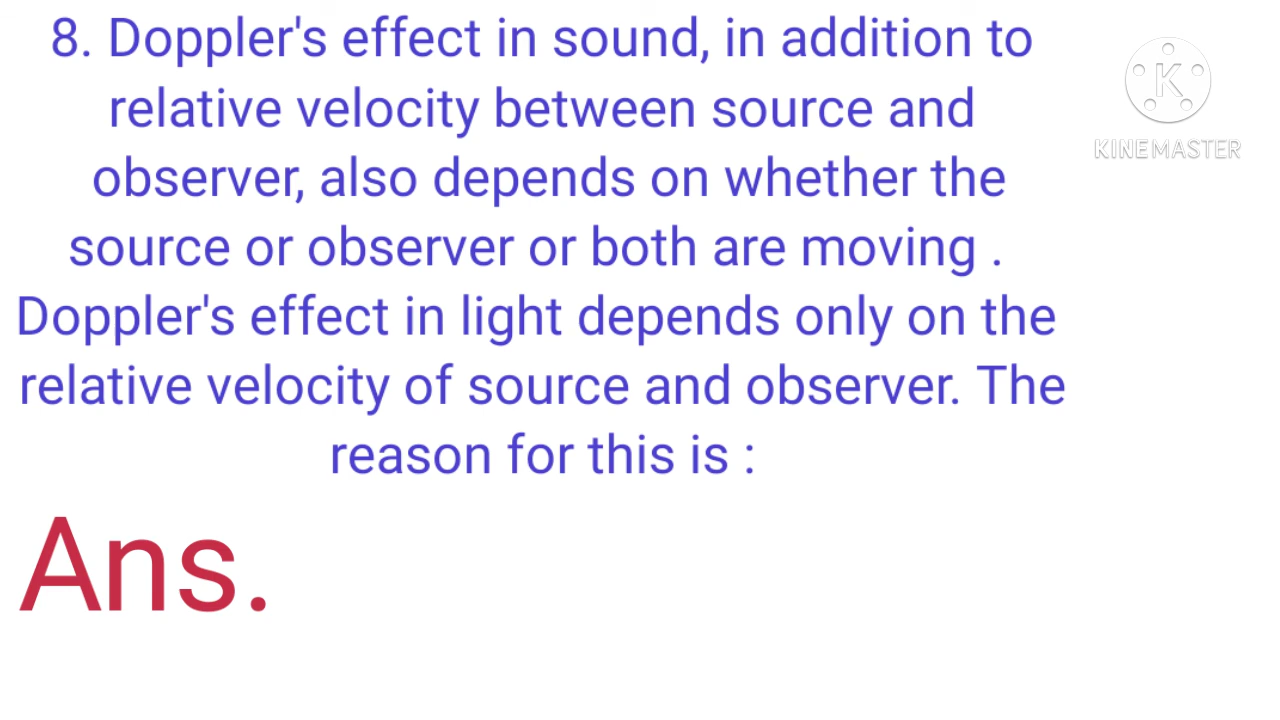 8. Doppler's effect in sound, in addition to
relative velocity between source and
observer, also depends on whether the
source or observer or both are moving .
Doppler's effect in light depends only on the
relative velocity of source and observer. The
reason for this is :
Ans.
K
KINEMASTER